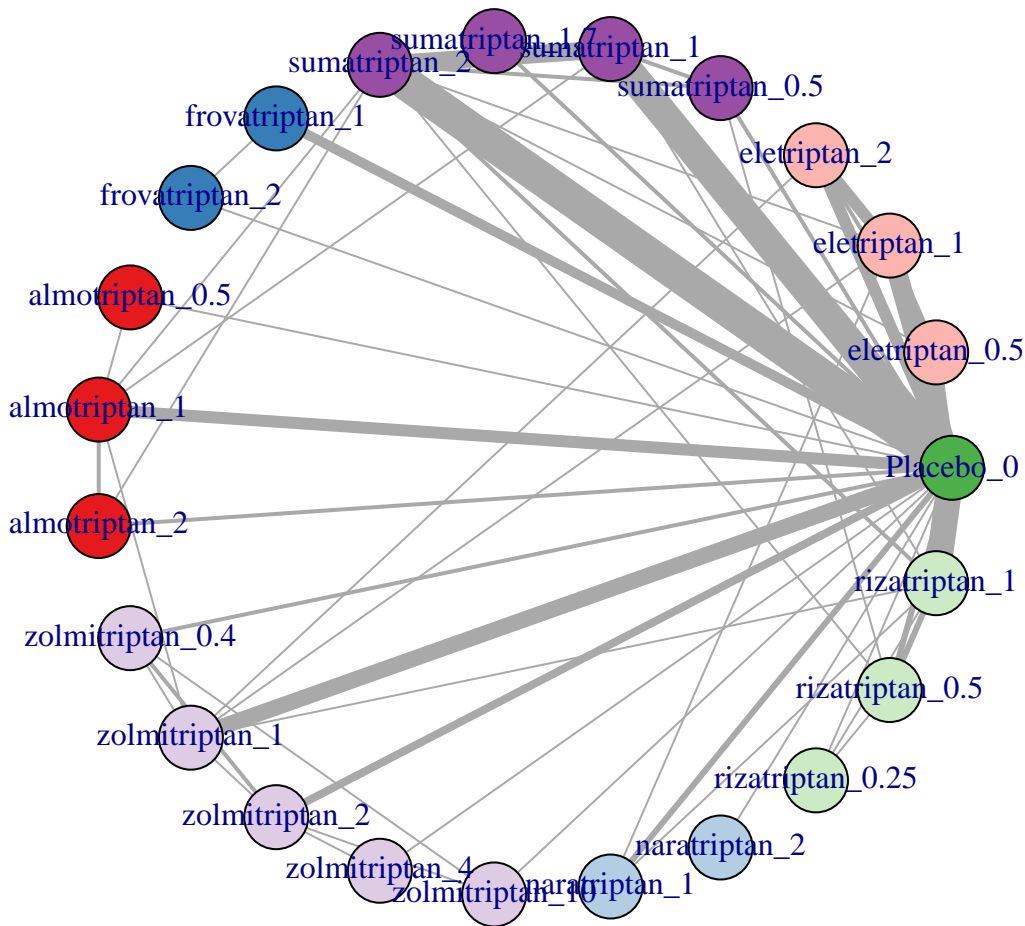 sumatriptan_1.7
sumatriptan_1
sumatriptan_2
sumatriptan_0.5
frovatriptan_1
eletriptan_2
frovatriptan_2
eletriptan_1
almotriptan_0.5
eletriptan_0.5
almotriptan_1
Placebo_0
almotriptan_2
rizatriptan_1
zolmitriptan_0.4
rizatriptan_0.5
zolmitriptan_1
rizatriptan_0.25
zolmitriptan_2
naratriptan_2
zolmitriptan_4
zolmitriptan_10
naratriptan_1